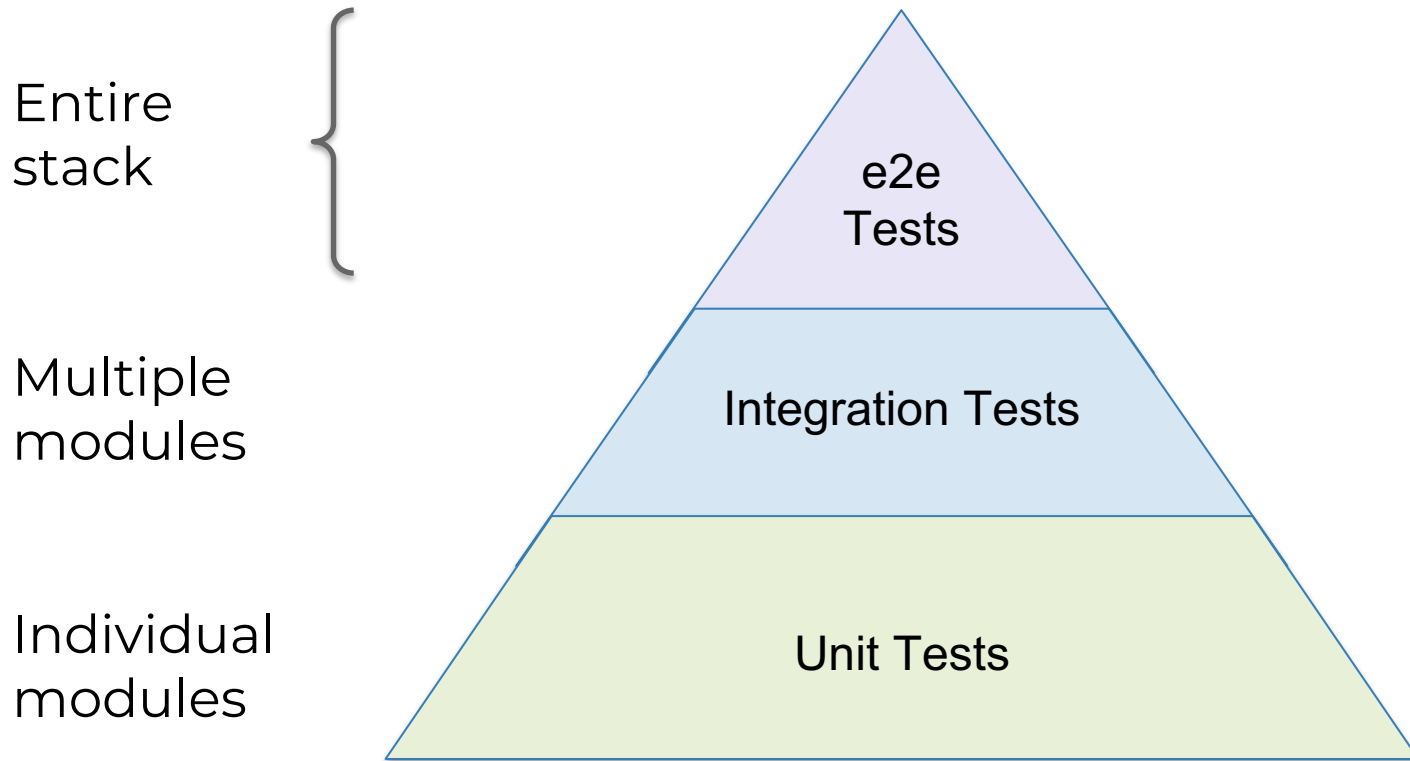 Entire
stack
e2e
Tests
Multiple
modules
Integration Tests
Individual
modules
Unit Tests